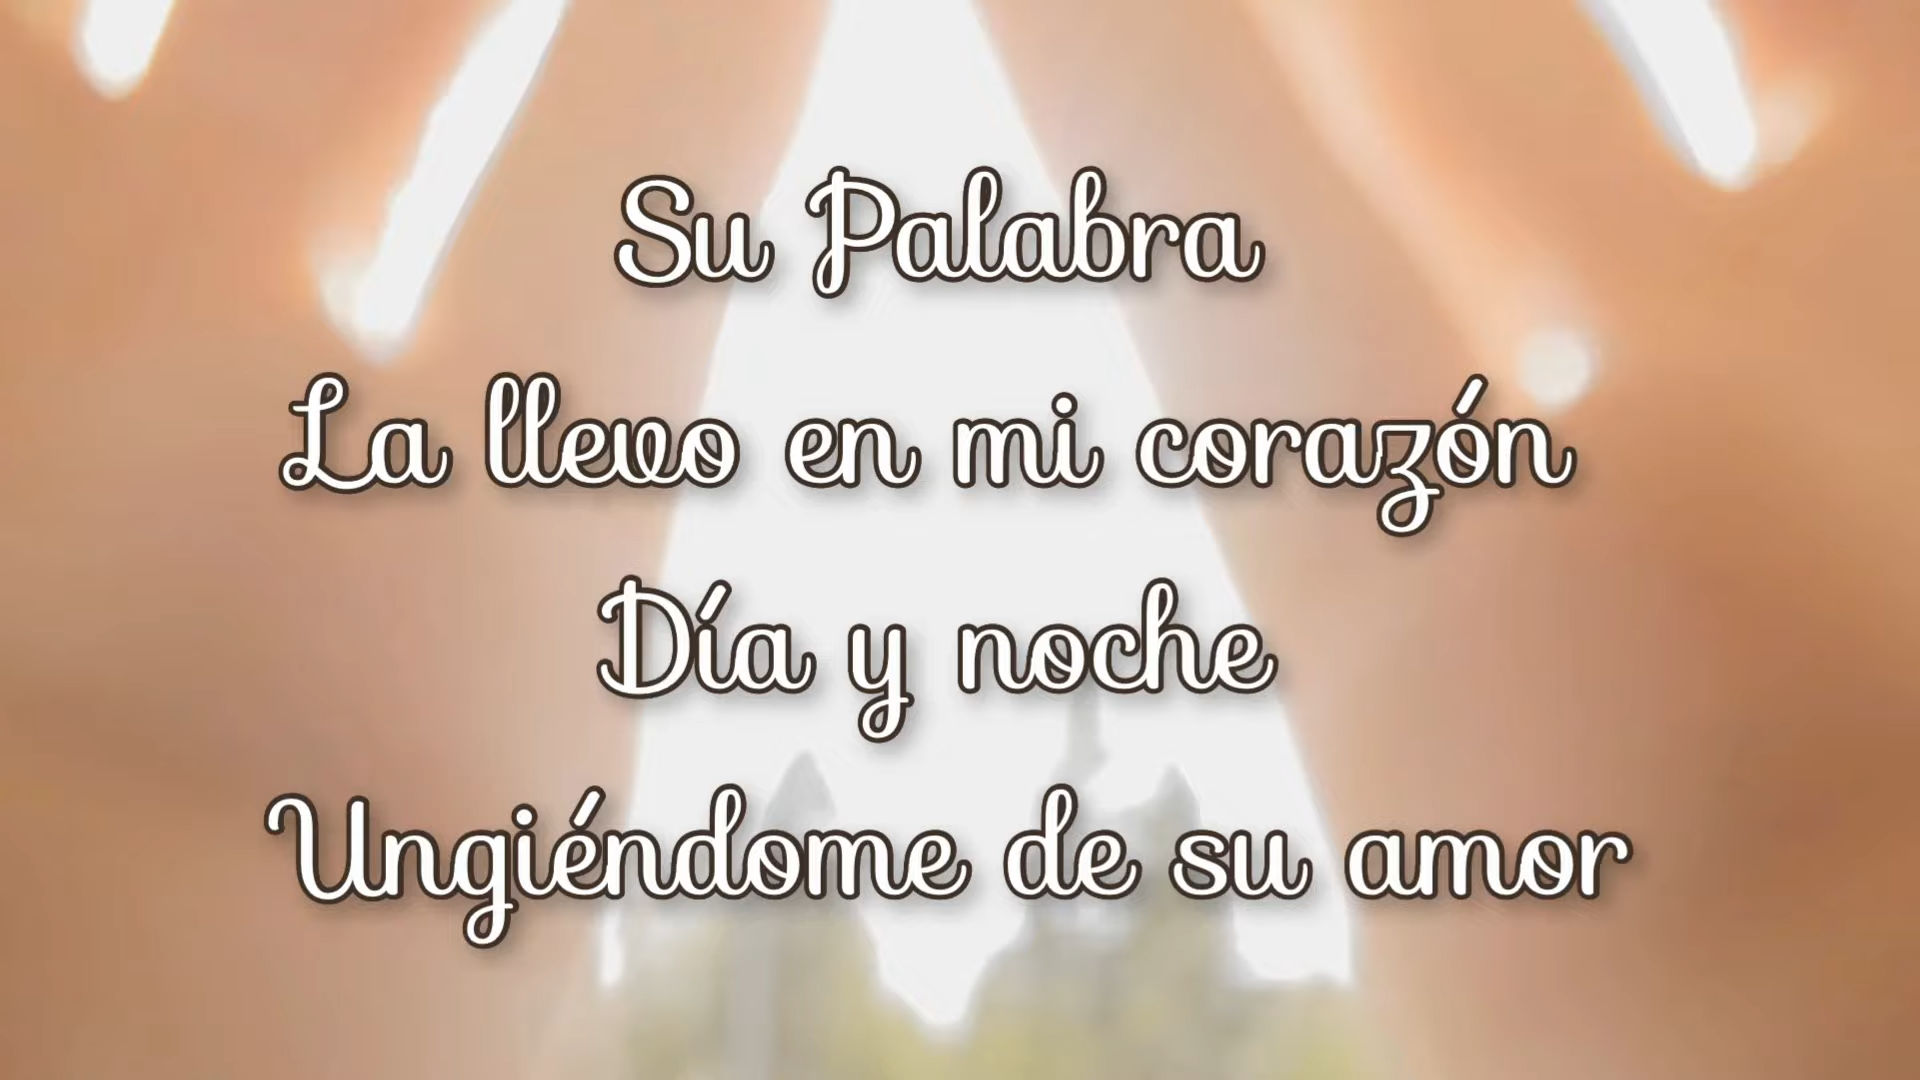 Su Palabra
La llevo en mi corazón
Día y noche
Ungiéndome de su amor